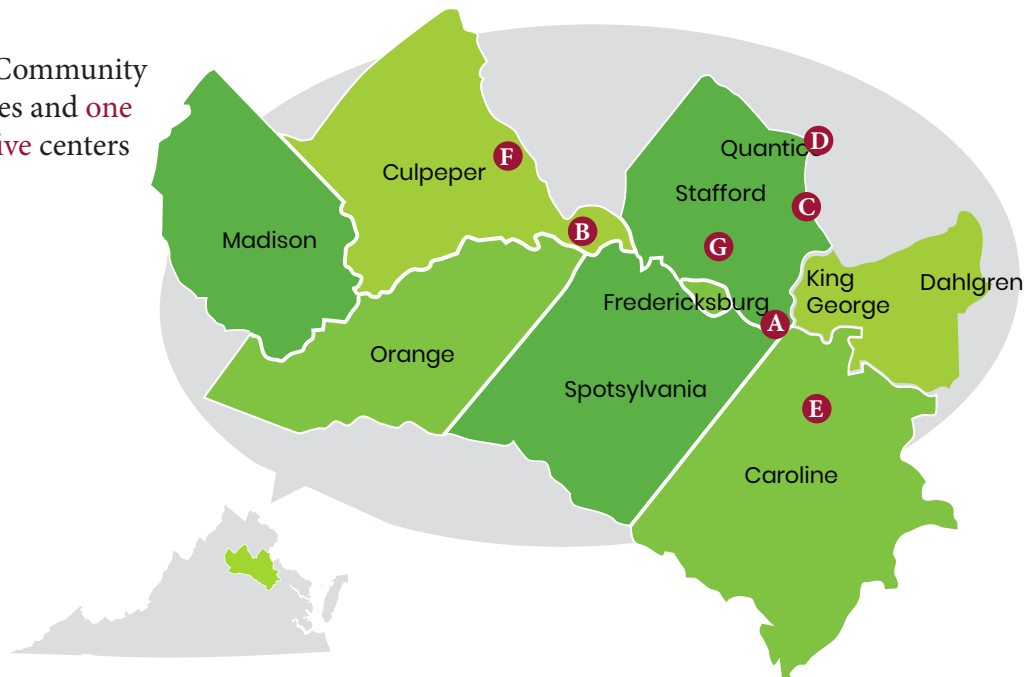 Community
es and one
ive centers
Culpeper
F
Quantico
D
Stafford
C
Madison
B
G
King
George
Dahlgren
Fredericksburg
A
Orange
Spotsylvania
E
Caroline